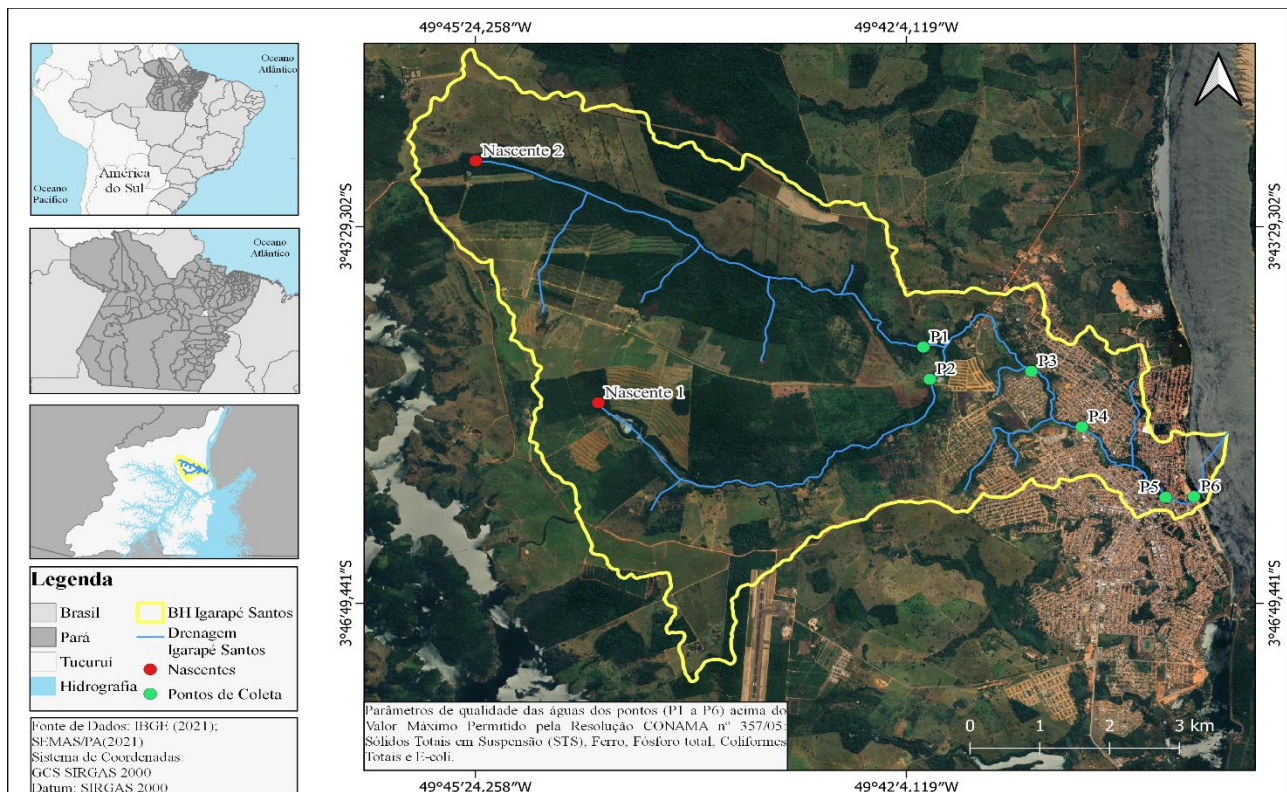 49°45'24,258"W
49°42'4,119"W
Oceano
Atlântico
América
do Sul
Oceano
Pacífico
Oceano
Atlântico
Nascente 2
Nascente 1
P1
P2
P3
P4
P5
P6
3°43'29,302"S
3°43'29,302"S
3°46'49,441"S
3°46'49,441"S
Legenda
Brasil
Pará
Tucuruí
Hidrografia
BH Igarapé Santos
Drenagem
Igarapé Santos
Nascentes
Pontos de Coleta
Fonte de Dados: IBGE (2021);
SEMAS/PA(2021)
Sistema de Coordenadas:
GCS SIRGAS 2000
Datum: SIRGAS 2000
Parâmetros de qualidade das águas dos pontos (P1 a P6) acima do
Valor Máximo Permitido pela Resolução CONAMA nº 357/05:
Sólidos Totais em Suspensão (STS), Ferro, Fósforo total, Coliformes
Totais e E-coli.
0 1 2 3 km
49°45'24,258"W
49°42'4,119"W